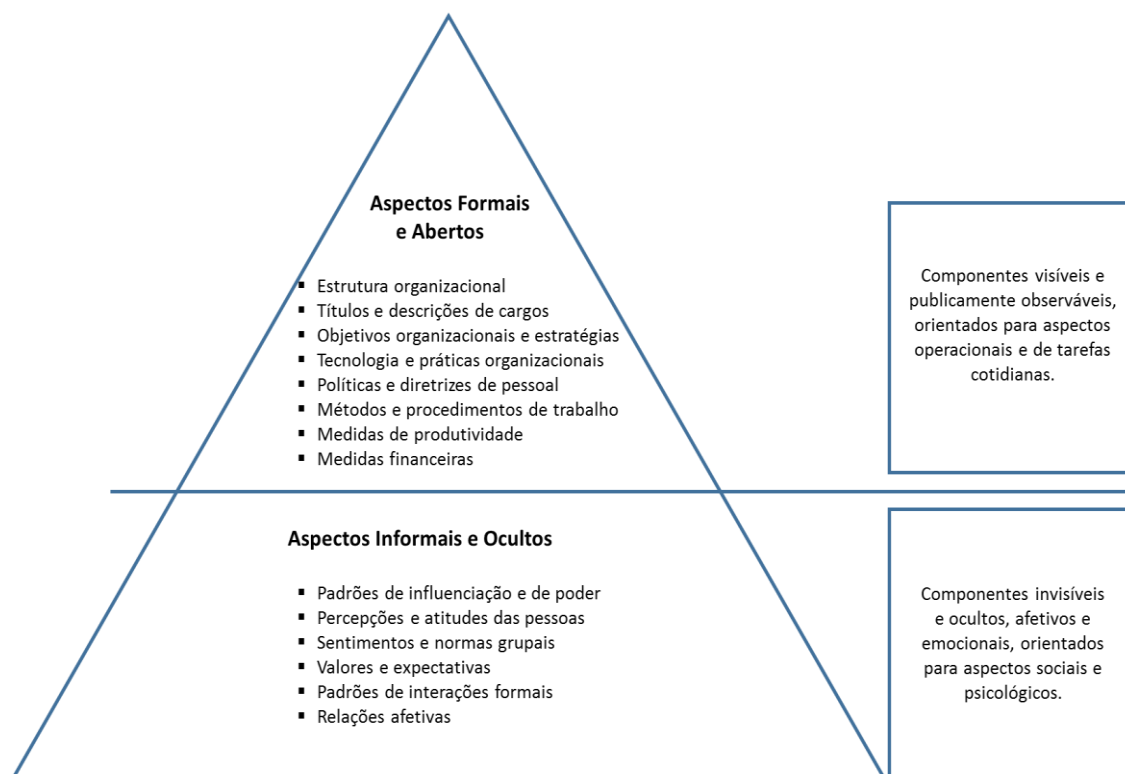 Aspectos Formais
e Abertos
▪ Estrutura organizacional
▪ Títulos e descrições de cargos
▪ Objetivos organizacionais e estratégias
▪ Tecnologia e práticas organizacionais
▪ Políticas e diretrizes de pessoal
▪ Métodos e procedimentos de trabalho
▪ Medidas de produtividade
▪ Medidas financeiras
Componentes visíveis e
publicamente observáveis,
orientados para aspectos
operacionais e de tarefas
cotidianas.
Aspectos Informais e Ocultos
▪ Padrões de influenciação e de poder
▪ Percepções e atitudes das pessoas
▪ Sentimentos e normas grupais
▪ Valores e expectativas
▪ Padrões de interações formais
▪ Relações afetivas
Componentes invisíveis
e ocultos, afetivos e
emocionais, orientados
para aspectos sociais e
psicológicos.